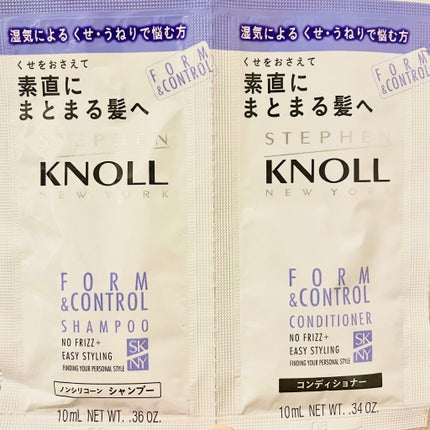 湿気による くせ・うねりで悩む方
くせをおさえて
素直に
まとまる髪へ
FORM
&CONTROL
STEPHEN
KNOLL
NEW YORK
FORM
&CONTROL
SHAMPOO
NO FRIZZ+
EASY STYLING
FINDING YOUR PERSONAL STYLE
SK
NY
ノンシリコーン シャンプー
10mL NET WT. .36 OZ.
湿気による くせ・うねりで悩む方
くせをおさえて
素直に
まとまる髪へ
FORM
&CONTROL
STEPHEN
KNOLL
NEW YORK
FORM
&CONTROL
CONDITIONER
NO FRIZZ+
EASY STYLING
FINDING YOUR PERSONAL STYLE
SK
NY
コンディショナー
10mL NET WT. .34 OZ.